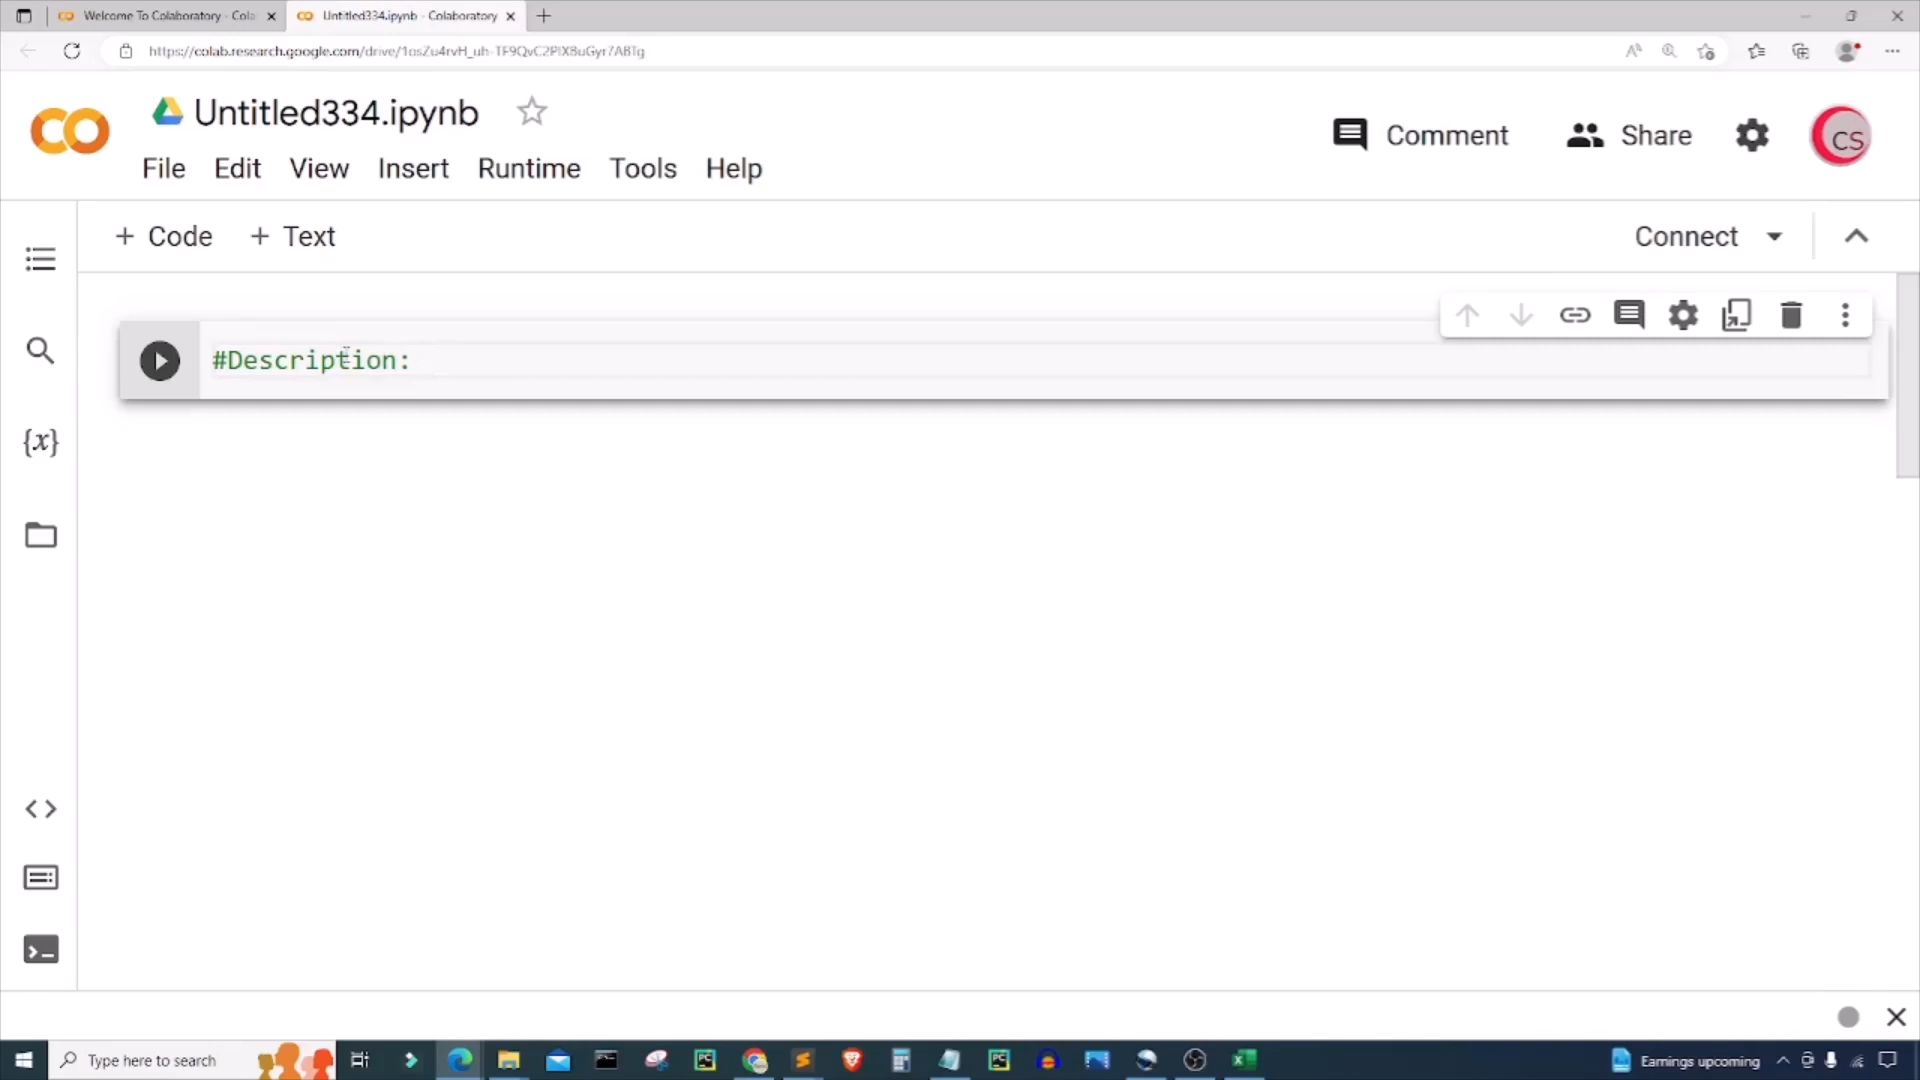 Welcome To Colaboratory - Cola
Untitled334.ipynb - Colaboratory
Untitled334.ipynb
Comment
Share
CS
File Edit View Insert Runtime Tools Help
+ Code + Text
Connect
#Description:
{x}
Type here to search
Earnings upcoming